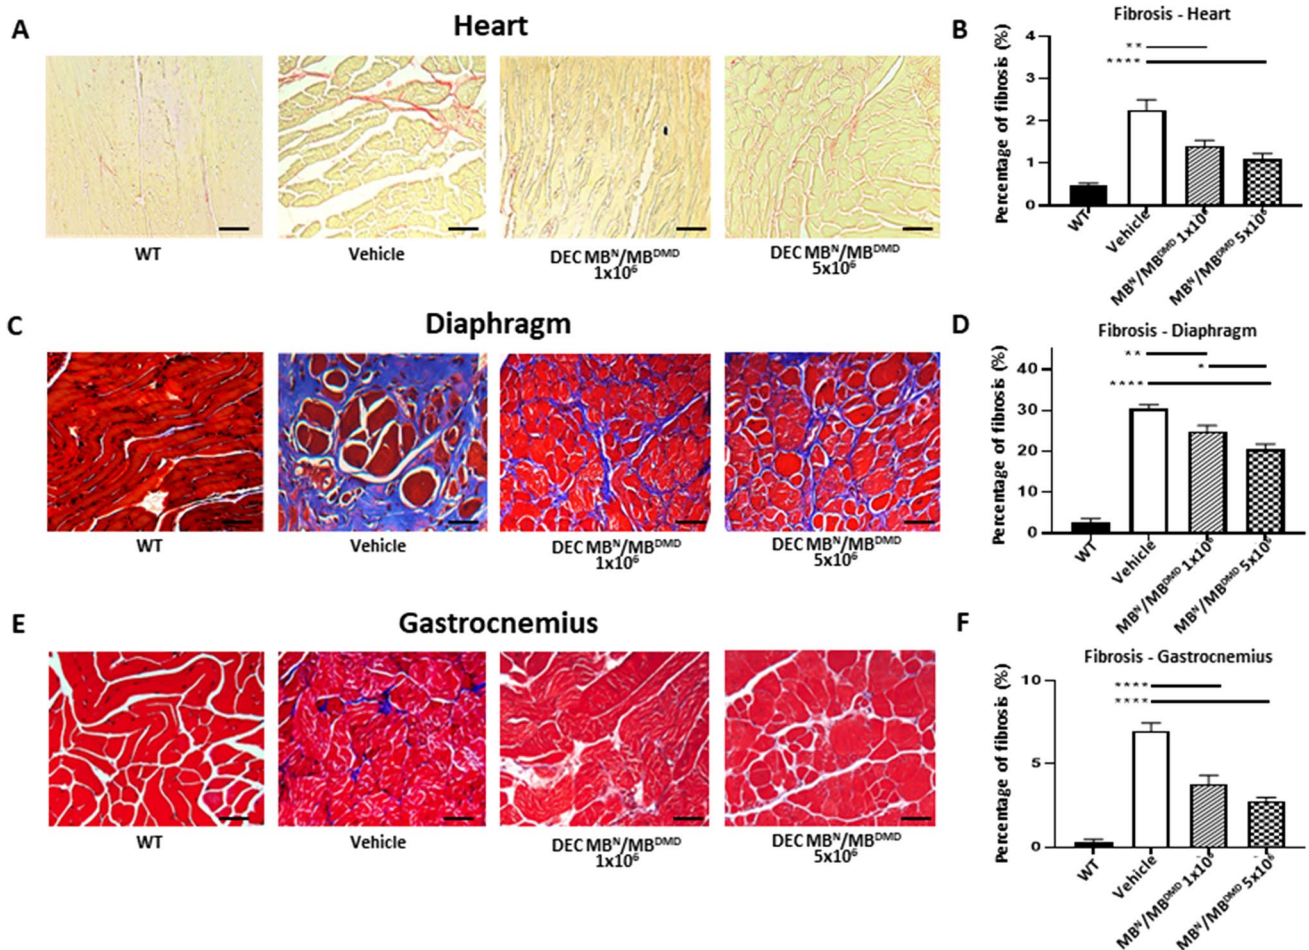 A
Heart
WT
Vehicle
DEC MBᴺ/MBᴰᴹᴰ
1x10⁶
DEC MBᴺ/MBᴰᴹᴰ
5x10⁶
B
Fibrosis - Heart
Percentage of fibrosis (%)
4
3
2
1
0
**
****
WT
Vehicle
MBᴺ/MBᴰᴹᴰ 1x10⁶
MBᴺ/MBᴰᴹᴰ 5x10⁶
C
Diaphragm
WT
Vehicle
DEC MBᴺ/MBᴰᴹᴰ
1x10⁶
DEC MBᴺ/MBᴰᴹᴰ
5x10⁶
D
Fibrosis - Diaphragm
Percentage of fibrosis (%)
40
30
20
10
0
**
*
****
WT
Vehicle
MBᴺ/MBᴰᴹᴰ 1x10⁶
MBᴺ/MBᴰᴹᴰ 5x10⁶
E
Gastrocnemius
WT
Vehicle
DEC MBᴺ/MBᴰᴹᴰ
1x10⁶
DEC MBᴺ/MBᴰᴹᴰ
5x10⁶
F
Fibrosis - Gastrocnemius
Percentage of fibrosis (%)
10
5
0
****
****
WT
Vehicle
MBᴺ/MBᴰᴹᴰ 1x10⁶
MBᴺ/MBᴰᴹᴰ 5x10⁶